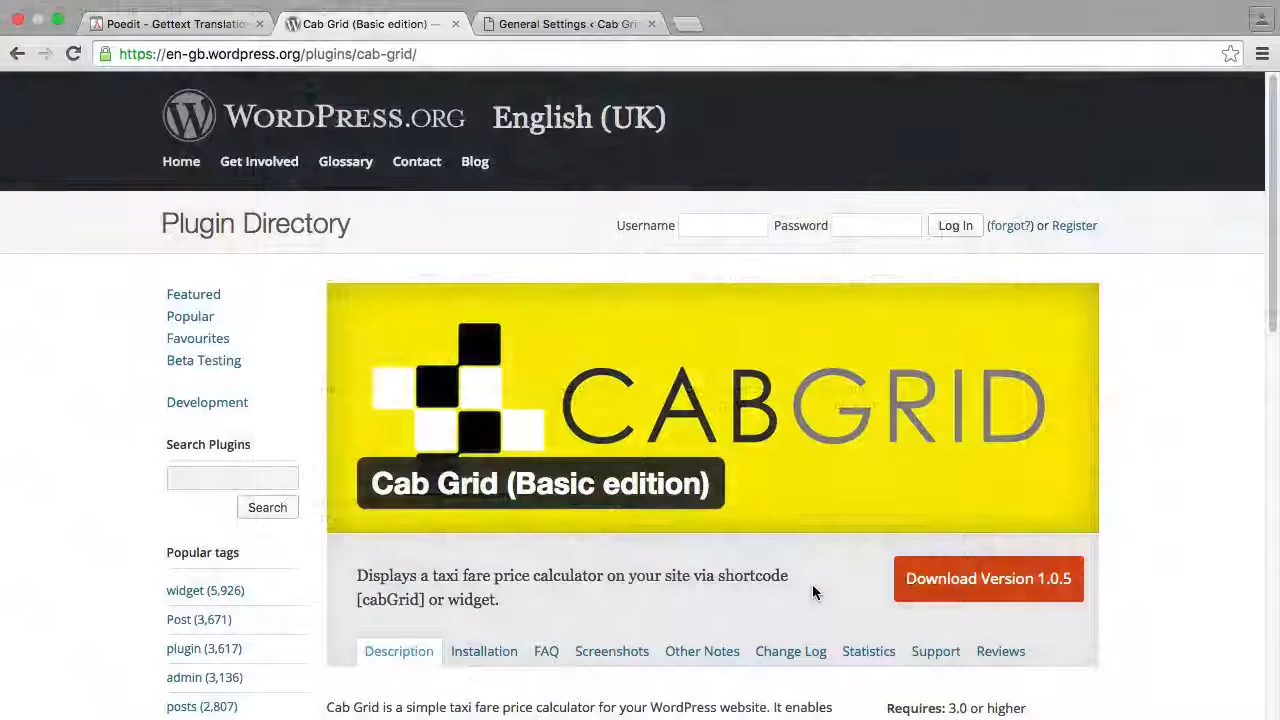 Poedit - Gettext Translation
Cab Grid (Basic edition) —
General Settings ‹ Cab Gri
https://en-gb.wordpress.org/plugins/cab-grid/
WORDPRESS.ORG English (UK)
Home Get Involved Glossary Contact Blog
Plugin Directory
Username Password Log In (forgot?) or Register
Featured
Popular
Favourites
Beta Testing
Development
Search Plugins
Search
Popular tags
widget (5,926)
Post (3,671)
plugin (3,617)
admin (3,136)
posts (2,807)
CABGRID
Cab Grid (Basic edition)
Displays a taxi fare price calculator on your site via shortcode
[cabGrid] or widget.
Download Version 1.0.5
Description Installation FAQ Screenshots Other Notes Change Log Statistics Support Reviews
Cab Grid is a simple taxi fare price calculator for your WordPress website. It enables
Requires: 3.0 or higher